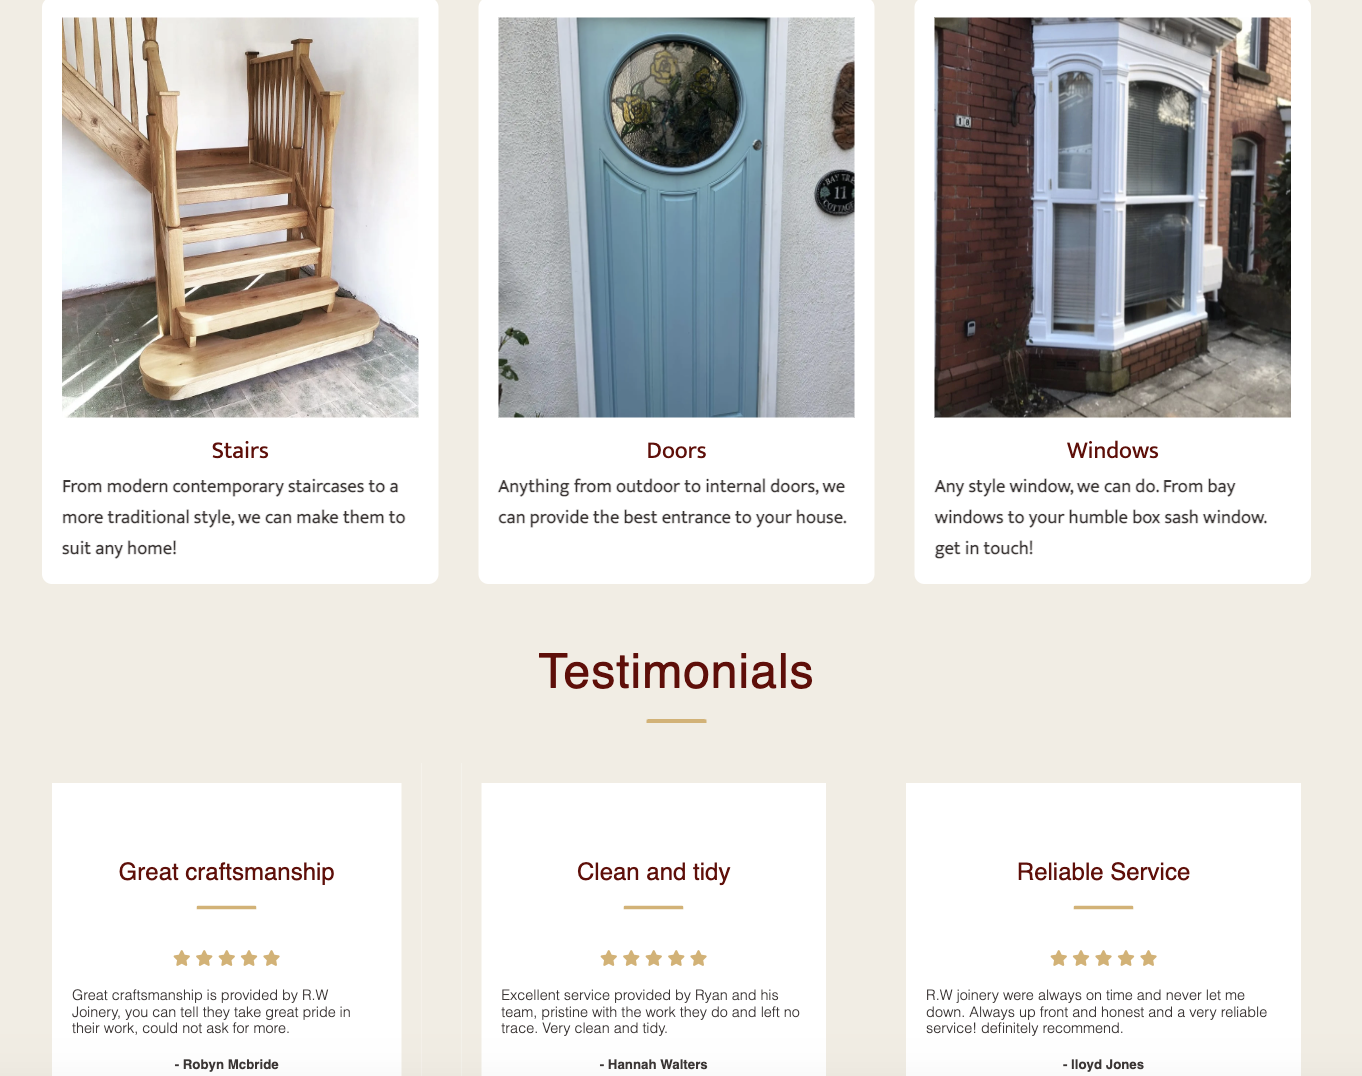 18
BAY TREE
11
COTTAGE
Stairs
From modern contemporary staircases to a
more traditional style, we can make them to
suit any home!
Doors
Anything from outdoor to internal doors, we
can provide the best entrance to your house.
Windows
Any style window, we can do. From bay
windows to your humble box sash window.
get in touch!
Testimonials
Great craftsmanship
Great craftsmanship is provided by R.W
Joinery, you can tell they take great pride in
their work, could not ask for more.
- Robyn Mcbride
Clean and tidy
Excellent service provided by Ryan and his
team, pristine with the work they do and left no
trace. Very clean and tidy.
- Hannah Walters
Reliable Service
R.W joinery were always on time and never let me
down. Always up front and honest and a very reliable
service! definitely recommend.
- lloyd Jones